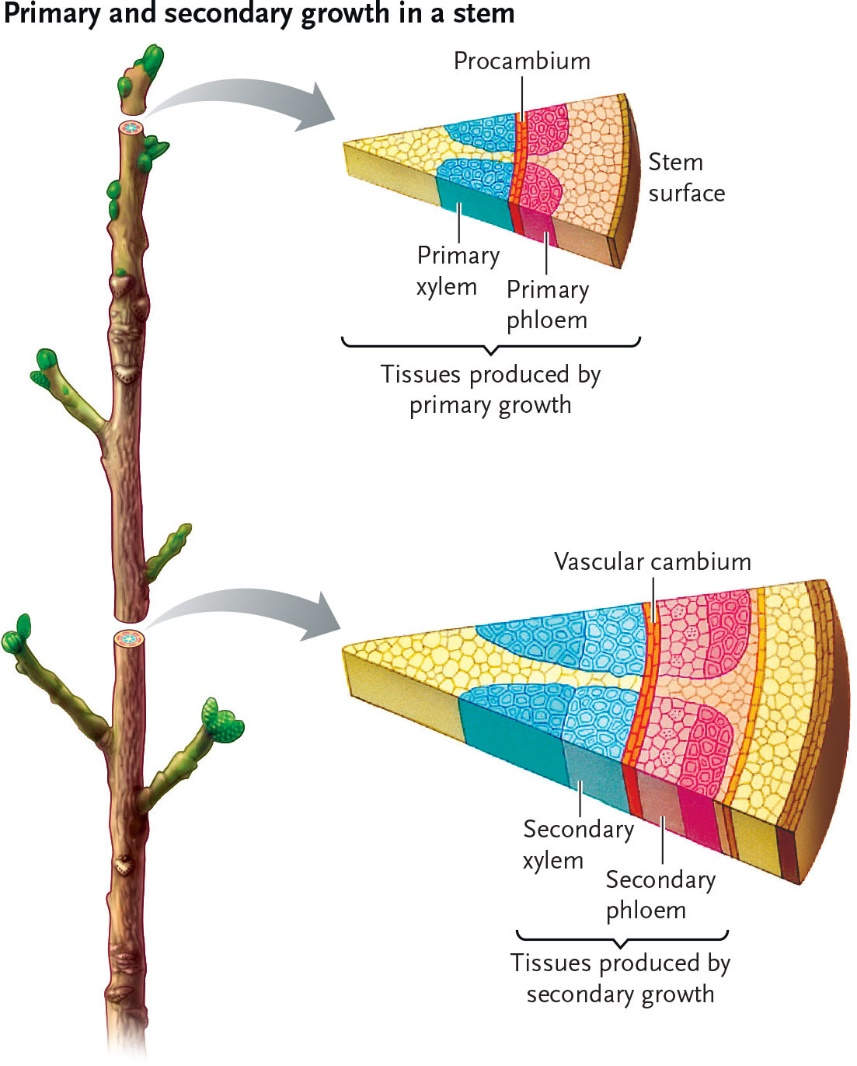 Primary and secondary growth in a stem
Procambium
Stem
surface
Primary
xylem
Primary
phloem
Tissues produced by
primary growth
Vascular cambium
Secondary
xylem
Secondary
phloem
Tissues produced by
secondary growth